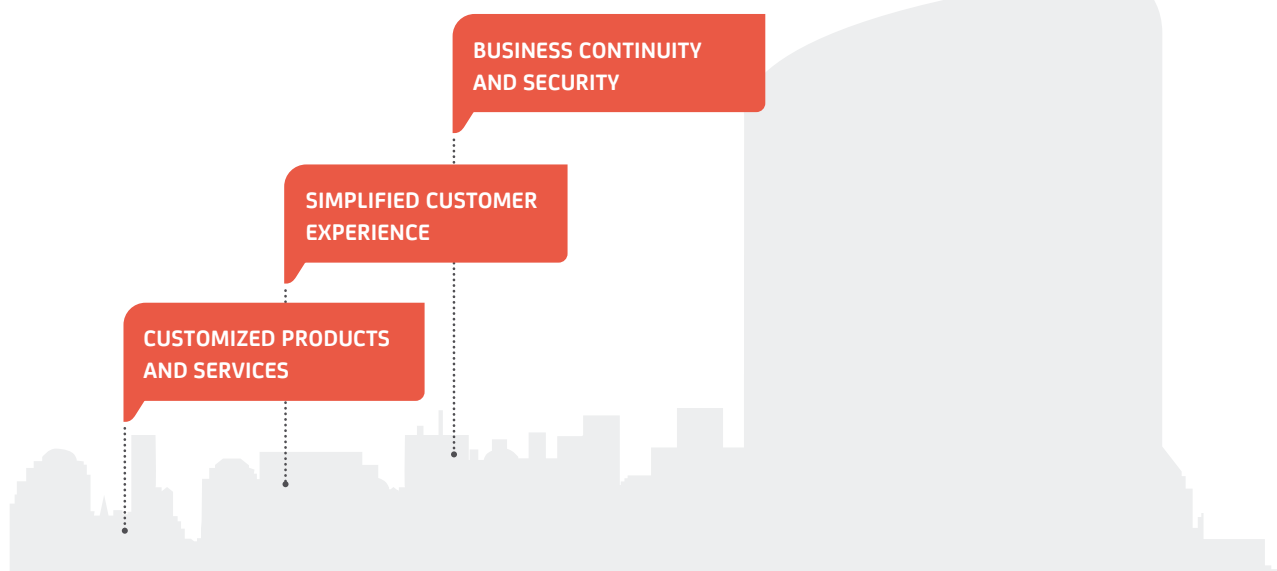 BUSINESS CONTINUITY
AND SECURITY
SIMPLIFIED CUSTOMER
EXPERIENCE
CUSTOMIZED PRODUCTS
AND SERVICES